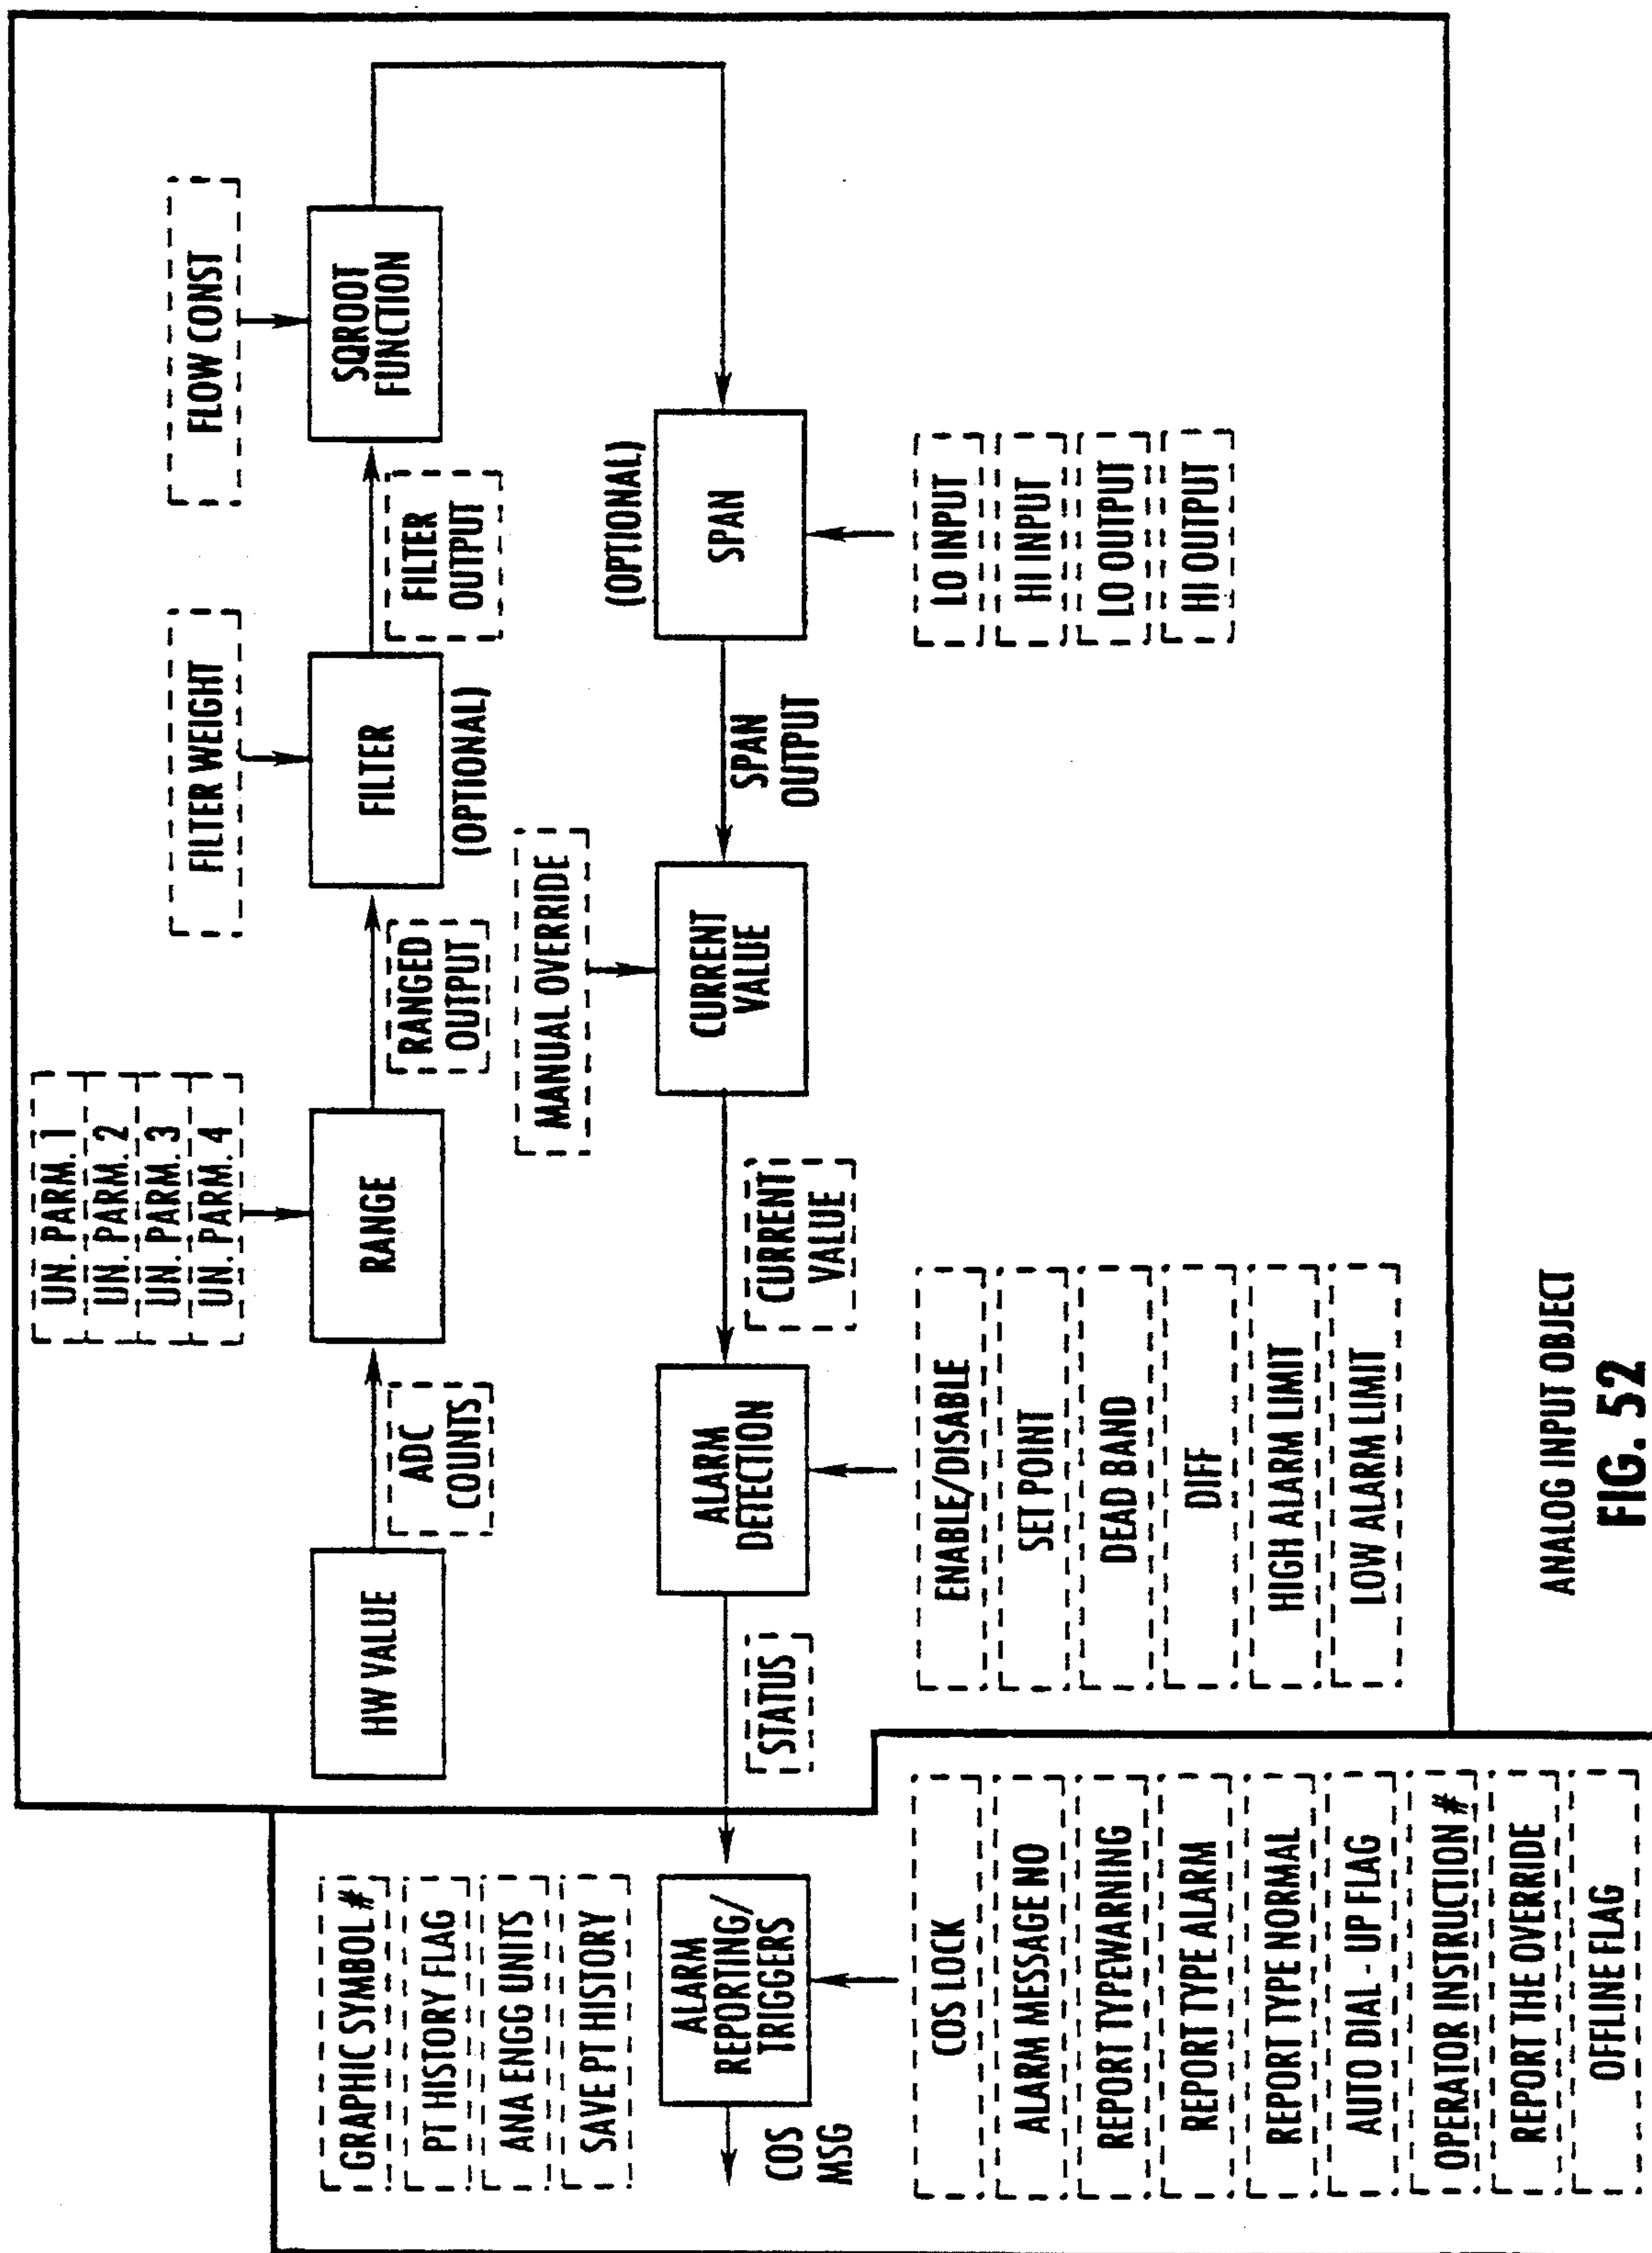 UN. PARM. 1
UN. PARM. 2
UN. PARM. 3
UN. PARM. 4
FILTER WEIGHT
FLOW CONST
HW VALUE
ADC
COUNTS
RANGE
RANGED
OUTPUT
FILTER
(OPTIONAL)
FILTER
OUTPUT
SQROOT
FUNCTION
GRAPHIC SYMBOL #
PT HISTORY FLAG
ANA ENGG UNITS
SAVE PT HISTORY
MANUAL OVERRIDE
(OPTIONAL)
COS
MSG
ALARM
REPORTING/
TRIGGERS
STATUS
ALARM
DETECTION
CURRENT
VALUE
CURRENT
VALUE
SPAN
OUTPUT
SPAN
COS LOCK
ALARM MESSAGE NO
REPORT TYPEWARNING
REPORT TYPE ALARM
REPORT TYPE NORMAL
AUTO DIAL - UP FLAG
OPERATOR INSTRUCTION #
REPORT THE OVERRIDE
OFFLINE FLAG
ENABLE/DISABLE
SET POINT
DEAD BAND
DIFF
HIGH ALARM LIMIT
LOW ALARM LIMIT
LO INPUT
HI INPUT
LO OUTPUT
HI OUTPUT
ANALOG INPUT OBJECT
FIG. 52